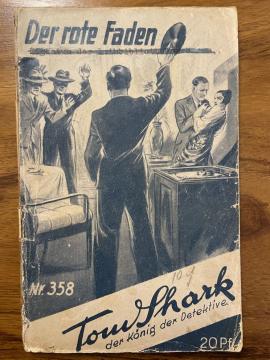 Der rote Faden
Nr. 358
Tom Shark
der König der Detektive
20 Pf.